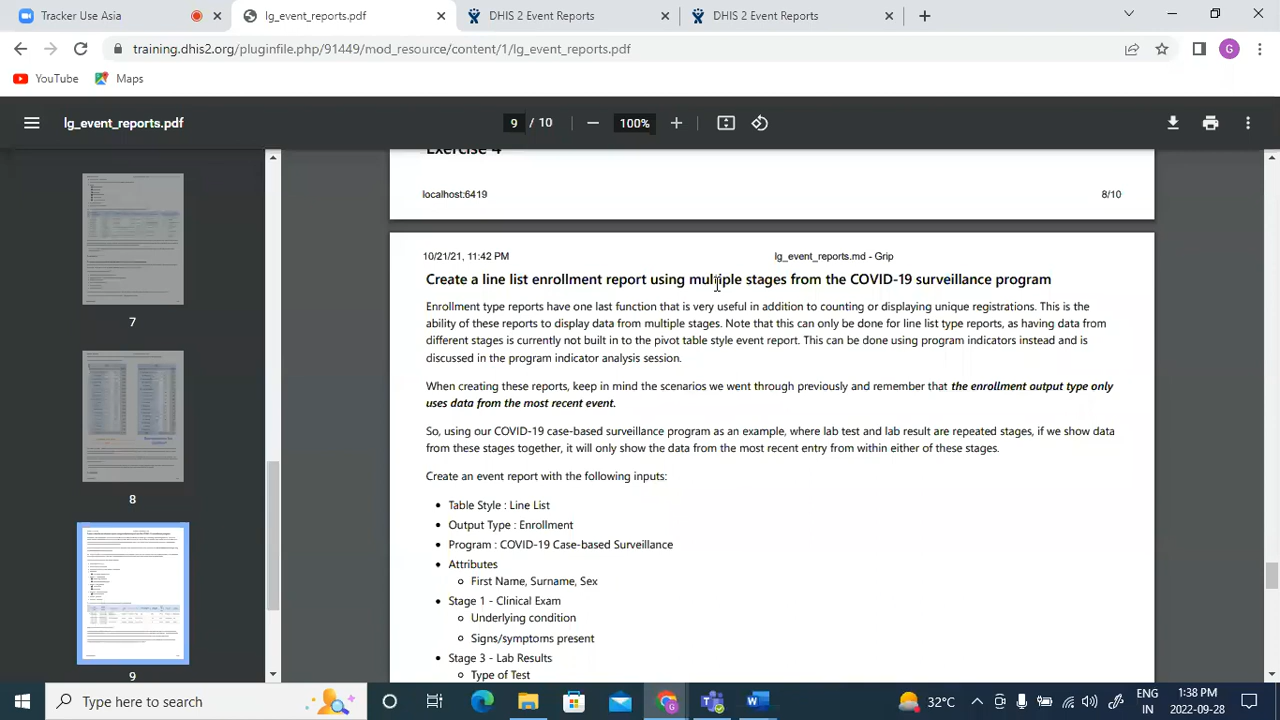 Tracker Use Asia
lg_event_reports.pdf
DHIS 2 Event Reports
DHIS 2 Event Reports
training.dhis2.org/pluginfile.php/91449/mod_resource/content/1/lg_event_reports.pdf
G
YouTube
Maps
lg_event_reports.pdf
9 / 10
100%
7
8
9
Exercise 4
localhost:6419
8/10
10/21/21, 11:42 PM
lg_event_reports.md - Grip
Create a line list enrollment report using multiple stages from the COVID-19 surveillance program
Enrollment type reports have one last function that is very useful in addition to counting or displaying unique registrations. This is the
ability of these reports to display data from multiple stages. Note that this can only be done for line list type reports, as having data from
different stages is currently not built in to the pivot table style event report. This can be done using program indicators instead and is
discussed in the program indicator analysis session.
When creating these reports, keep in mind the scenarios we went through previously and remember that the enrollment output type only
uses data from the most recent event.
So, using our COVID-19 case-based surveillance program as an example, where lab test and lab result are repeated stages, if we show data
from these stages together, it will only show the data from the most recent entry from within either of these stages.
Create an event report with the following inputs:
Table Style : Line List
Output Type : Enrollment
Program : COVID-19 Case-based Surveillance
Attributes
First Name, Surname, Sex
Stage 1 - Clinical Exam
Underlying condition
Signs/symptoms present
Stage 3 - Lab Results
Type of Test
Type here to search
32°C
ENG
IN
1:38 PM
2022-09-28